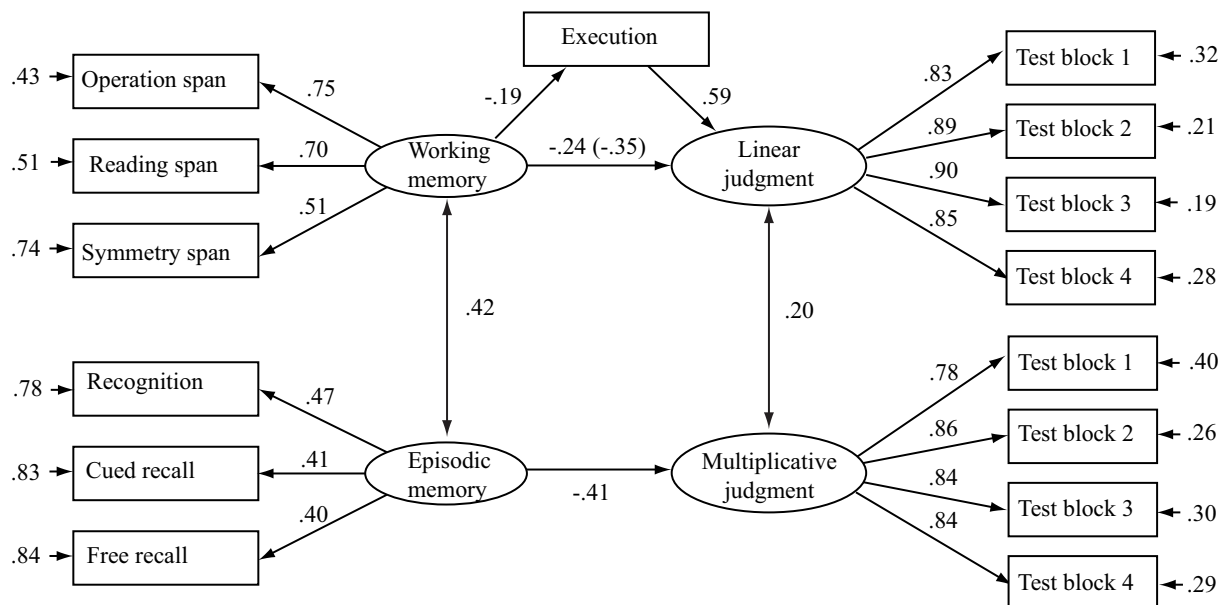 Execution
.43
Operation span
.75
-.19
.59
.83
Test block 1
.32
.51
Reading span
.70
Working
memory
-.24 (-.35)
Linear
judgment
.89
Test block 2
.21
.74
Symmetry span
.51
.90
Test block 3
.19
.85
Test block 4
.28
.42
.20
.78
Recognition
.47
.78
Test block 1
.40
.83
Cued recall
.41
Episodic
memory
-.41
Multiplicative
judgment
.86
Test block 2
.26
.84
Free recall
.40
.84
Test block 3
.30
.84
Test block 4
.29